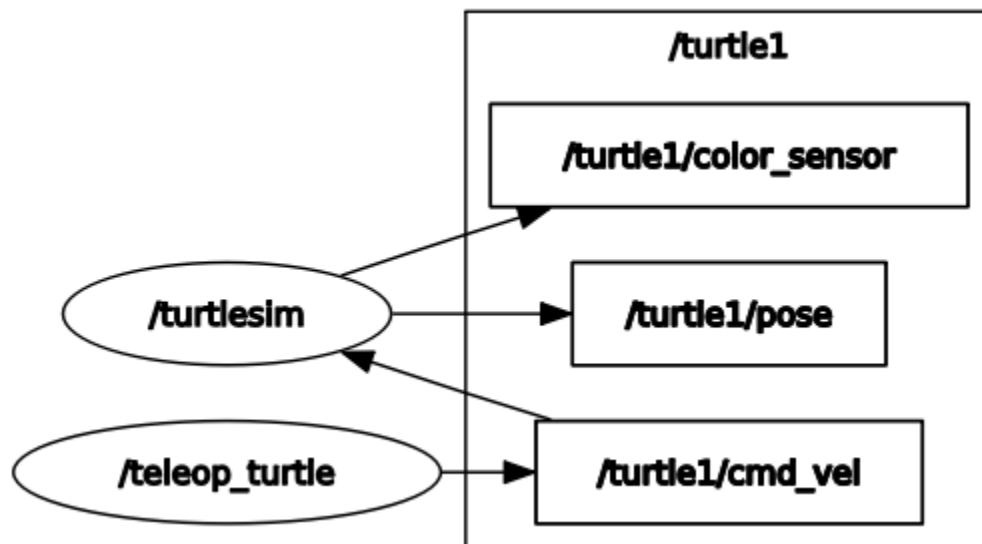 /turtle1
/turtle1/color_sensor
/turtlesim
/turtle1/pose
/teleop_turtle
/turtle1/cmd_vel